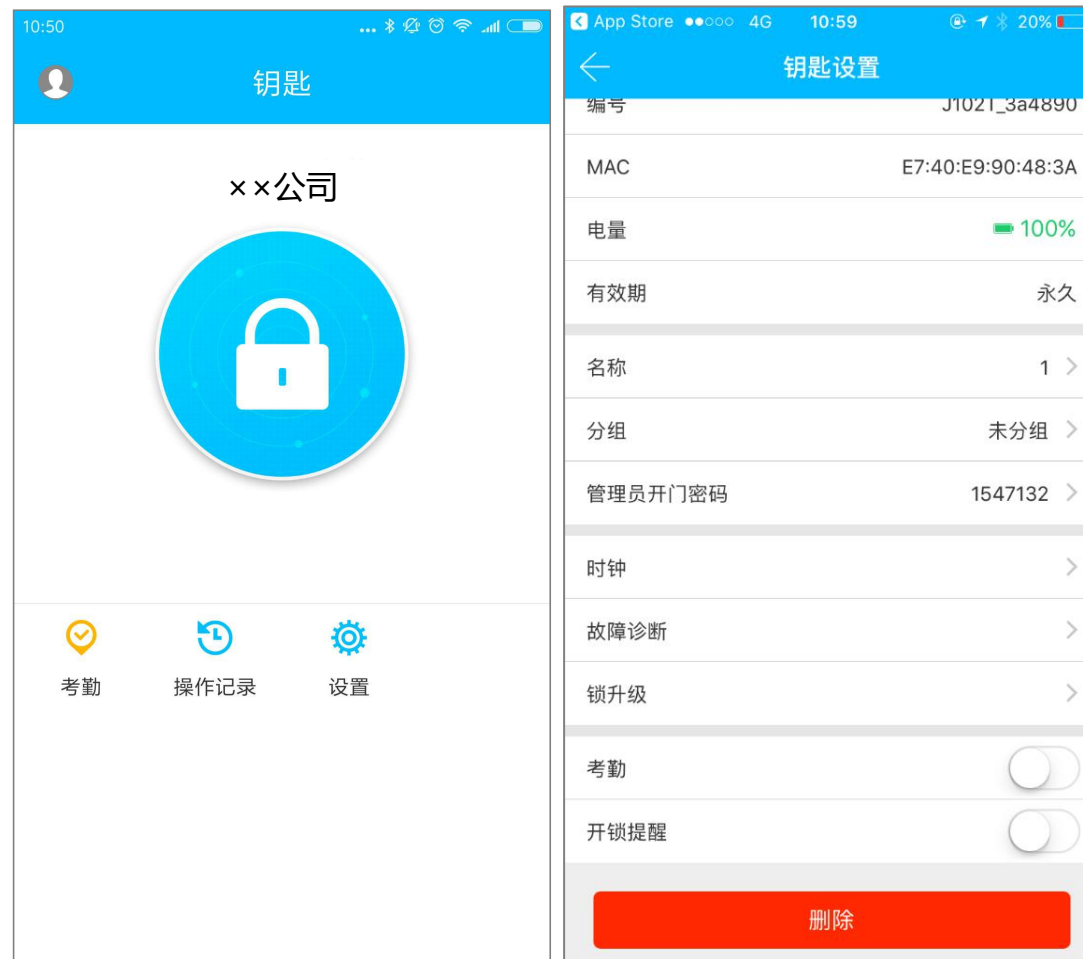 10:50
钥匙
××公司
考勤
操作记录
设置
App Store 4G 10:59 20%
钥匙设置
编号 J1021_3a4890
MAC E7:40:E9:90:48:3A
电量 100%
有效期 永久
名称 1
分组 未分组
管理员开门密码 1547132
时钟
故障诊断
锁升级
考勤
开锁提醒
删除